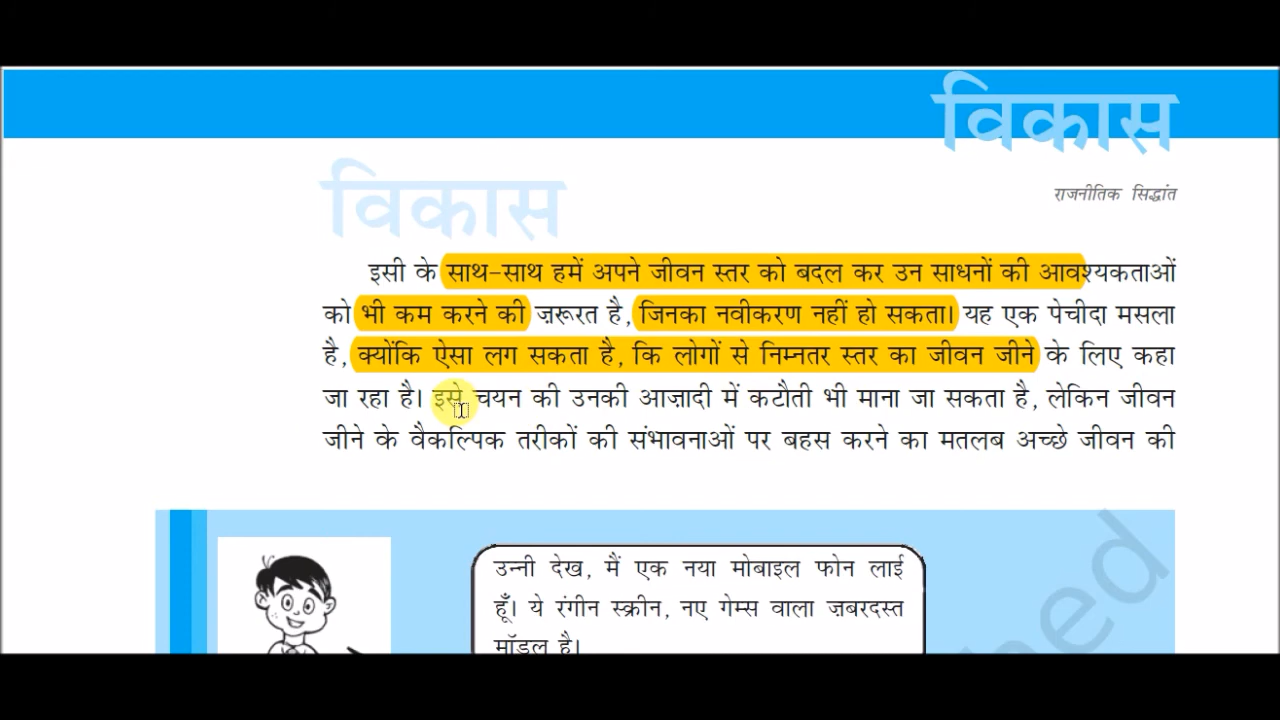 विकास
विकास
राजनीतिक सिद्धांत
इसी के साथ-साथ हमें अपने जीवन स्तर को बदल कर उन साधनों की आवश्यकताओं
को भी कम करने की ज़रूरत है, जिनका नवीकरण नहीं हो सकता। यह एक पेचीदा मसला
है, क्योंकि ऐसा लग सकता है, कि लोगों से निम्नतर स्तर का जीवन जीने के लिए कहा
जा रहा है। इसे चयन की उनकी आज़ादी में कटौती भी माना जा सकता है, लेकिन जीवन
जीने के वैकल्पिक तरीकों की संभावनाओं पर बहस करने का मतलब अच्छे जीवन की
उन्नी देख, मैं एक नया मोबाइल फोन लाई
हूँ। ये रंगीन स्क्रीन, नए गेम्स वाला ज़बरदस्त
मॉडल है।